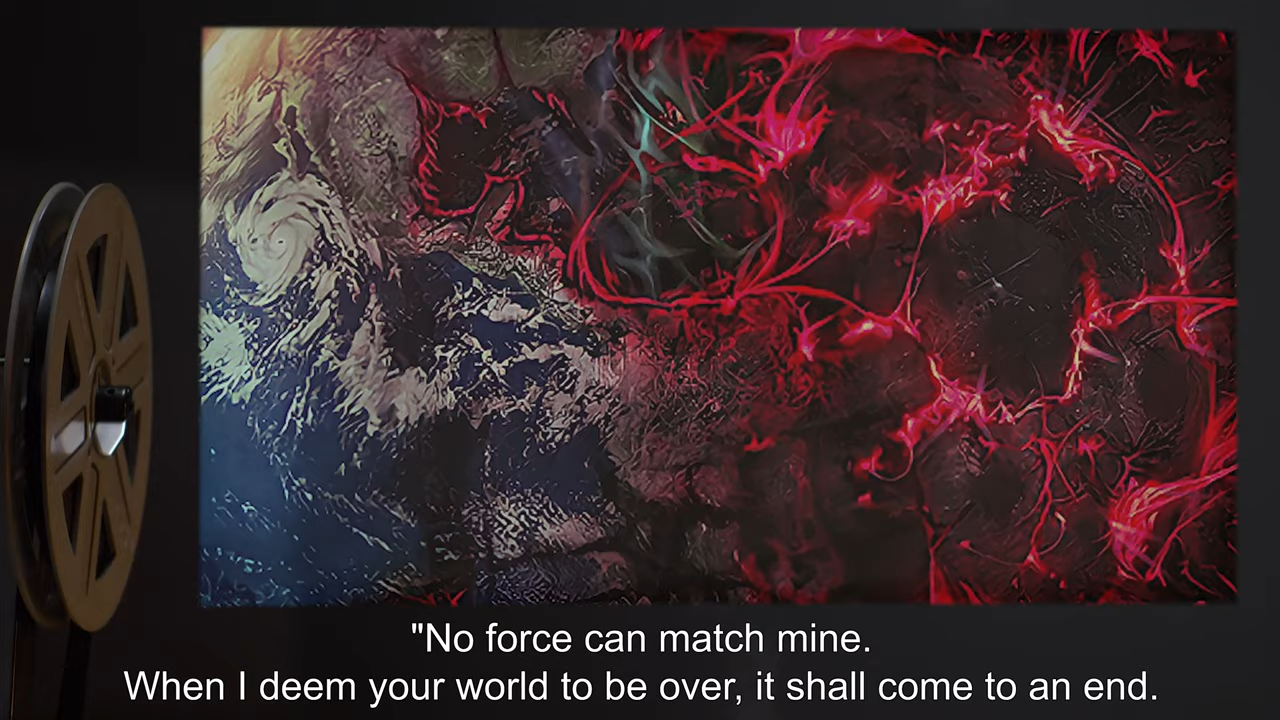 "No force can match mine.
When I deem your world to be over, it shall come to an end.